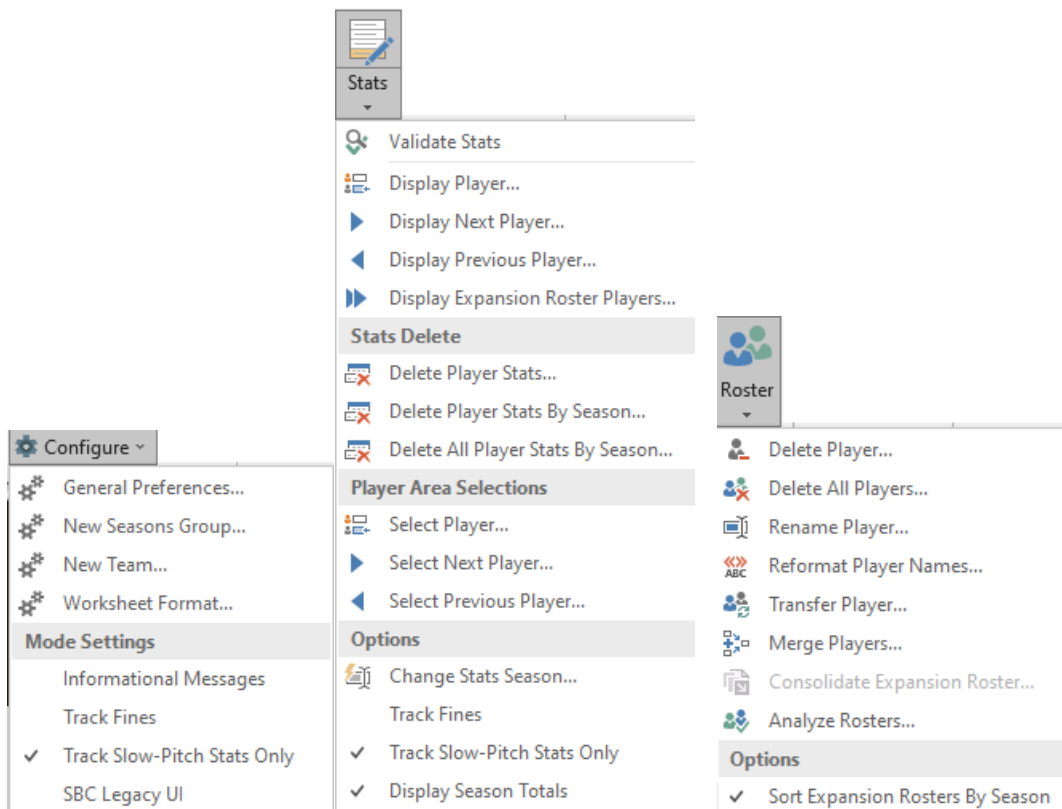 Configure
General Preferences...
New Seasons Group...
New Team...
Worksheet Format...
Mode Settings
Informational Messages
Track Fines
Track Slow-Pitch Stats Only
SBC Legacy UI
Stats
Validate Stats
Display Player...
Display Next Player...
Display Previous Player...
Display Expansion Roster Players...
Stats Delete
Delete Player Stats...
Delete Player Stats By Season...
Delete All Player Stats By Season...
Player Area Selections
Select Player...
Select Next Player...
Select Previous Player...
Options
Change Stats Season...
Track Fines
Track Slow-Pitch Stats Only
Display Season Totals
Roster
Delete Player...
Delete All Players...
Rename Player...
ABC
Reformat Player Names...
Transfer Player...
Merge Players...
Consolidate Expansion Roster...
Analyze Rosters...
Options
Sort Expansion Rosters By Season